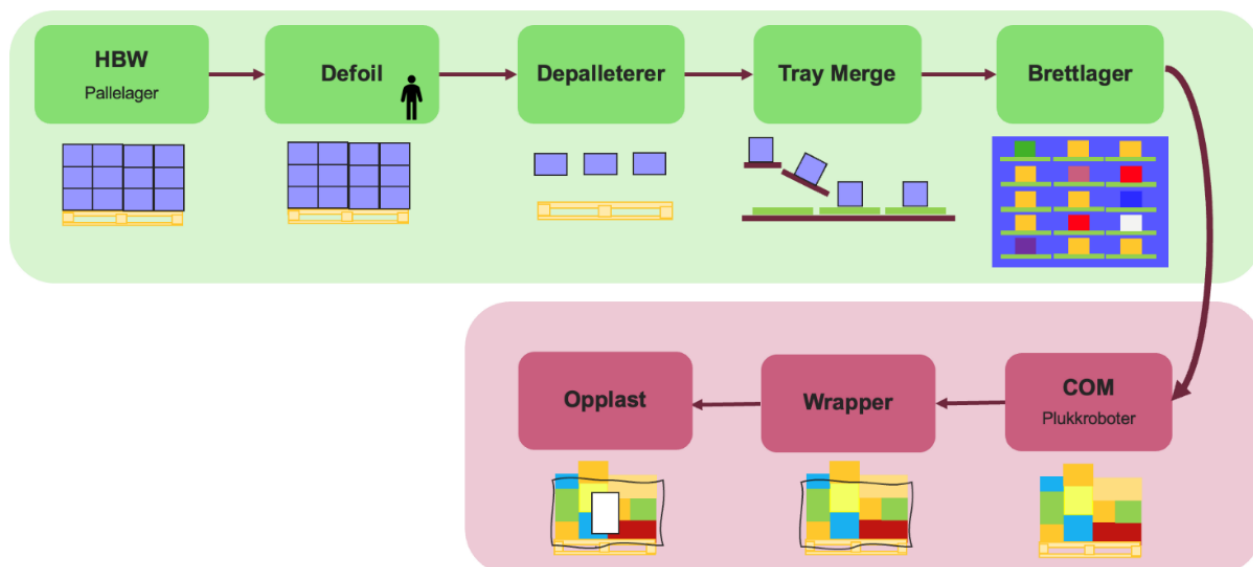 HBW
Pallelager
Defoil
Depalleterer
Tray Merge
Brettlager
Opplast
Wrapper
COM
Plukkroboter